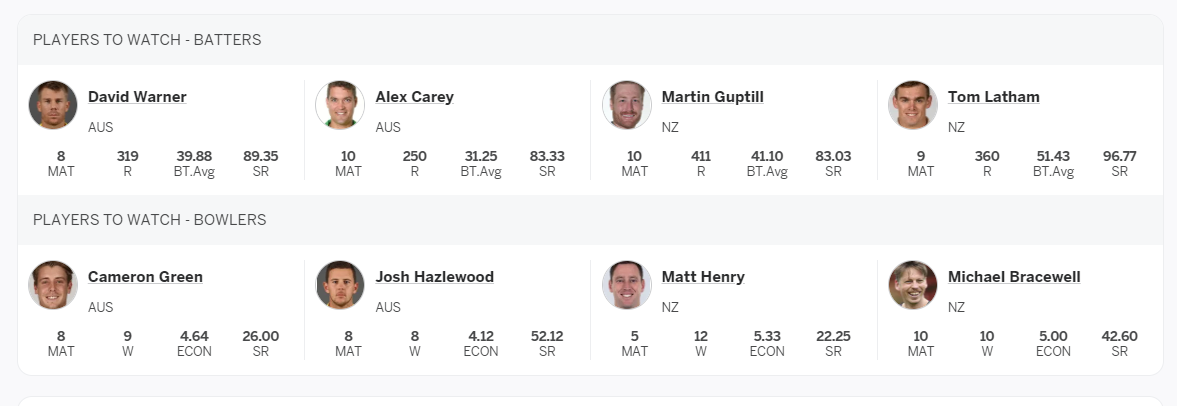 PLAYERS TO WATCH - BATTERS
David Warner Alex Carey Martin Guptill Tom Latham
AUS AUS NZ NZ
8 319 39.88 89.35 10 250 31.25 83.33 10 411 41.10 83.03 9 360 51.43 96.77
MAT R BT.Avg SR MAT R BT.Avg SR MAT R BT.Avg SR MAT R BT.Avg SR
PLAYERS TO WATCH - BOWLERS
Cameron Green Josh Hazlewood Matt Henry Michael Bracewell
AUS AUS NZ NZ
8 9 4.64 26.00 8 8 4.12 52.12 5 12 5.33 22.25 10 10 5.00 42.60
MAT W ECON SR MAT W ECON SR MAT W ECON SR MAT W ECON SR